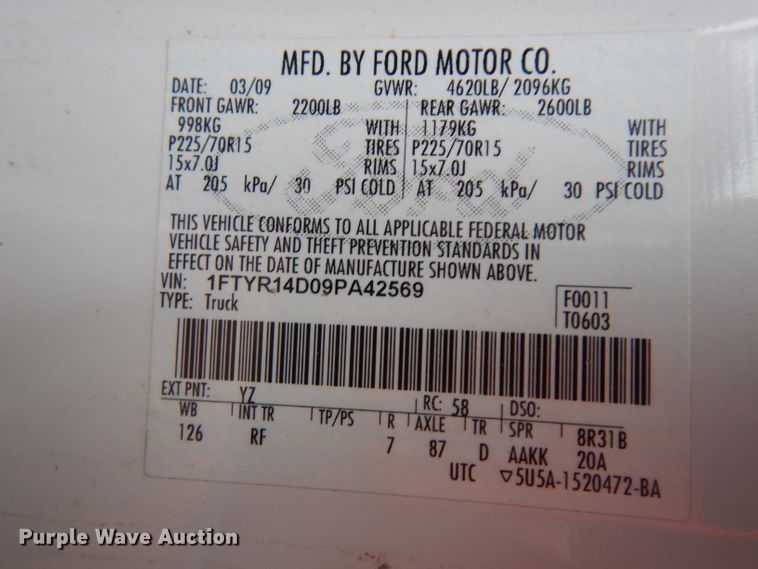 MFD. BY FORD MOTOR CO.
DATE: 03/09 GVWR: 4620LB/ 2096KG
FRONT GAWR: 2200LB REAR GAWR: 2600LB
998KG WITH 1179KG WITH
P225/70R15 TIRES P225/70R15 TIRES
15x7.0J RIMS 15x7.0J RIMS
AT 205 kPa/ 30 PSI COLD AT 205 kPa/ 30 PSI COLD
Ford
THIS VEHICLE CONFORMS TO ALL APPLICABLE FEDERAL MOTOR
VEHICLE SAFETY AND THEFT PREVENTION STANDARDS IN
EFFECT ON THE DATE OF MANUFACTURE SHOWN ABOVE.
VIN: 1FTYR14D09PA42569 F0011
TYPE: Truck T0603
EXT PNT: YZ RC: 58 DSO:
WB INT TR TP/PS R AXLE TR SPR 8R31B
126 RF 7 87 D AAKK 20A
UTC ▽5U5A-1520472-BA
Purple Wave Auction